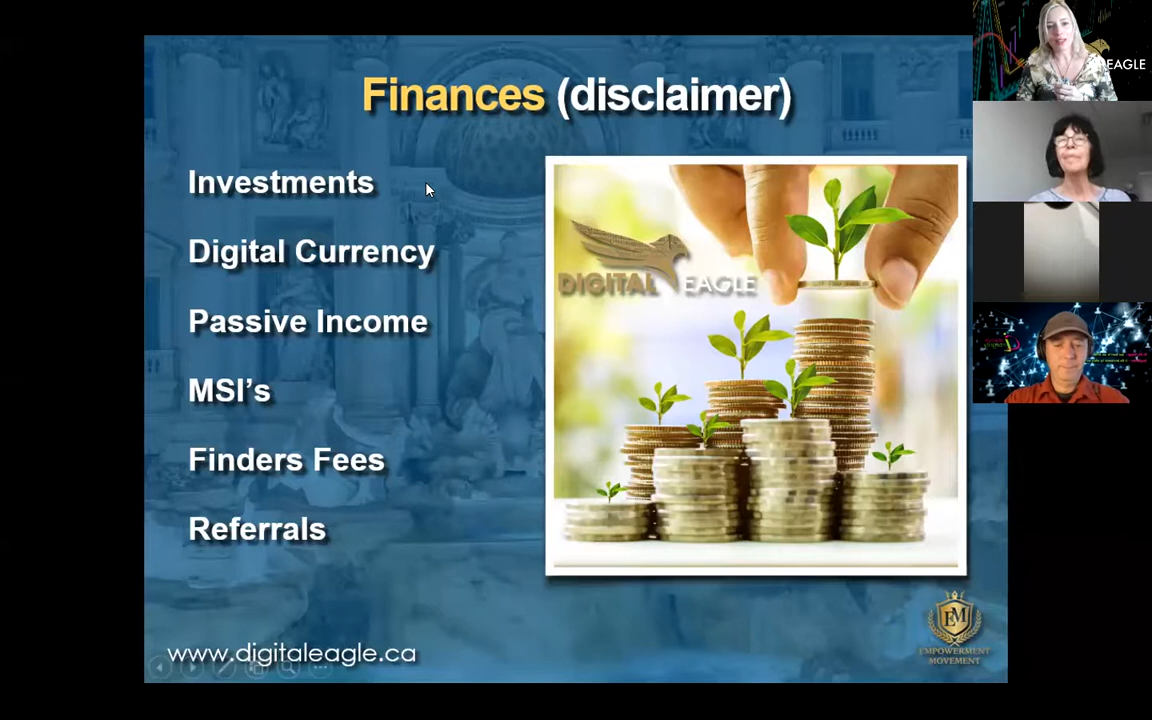 Finances (disclaimer)
Investments
Digital Currency
Passive Income
MSI's
Finders Fees
Referrals
DIGITAL EAGLE
www.digitaleagle.ca
EM
EMPOWERMENT
MOVEMENT
EAGLE